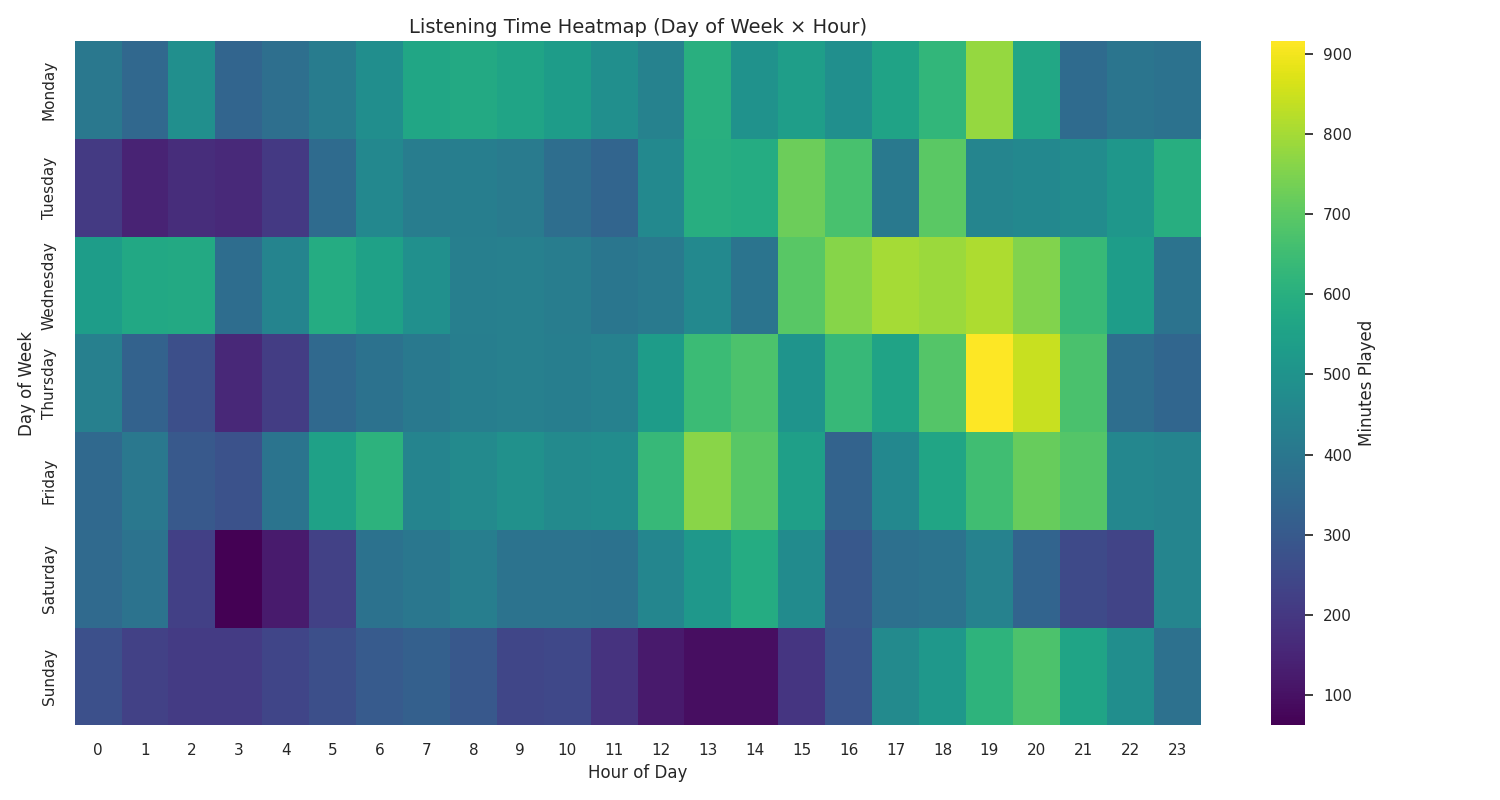 Listening Time Heatmap (Day of Week × Hour)
Day of Week
Monday
Tuesday
Wednesday
Thursday
Friday
Saturday
Sunday
0 1 2 3 4 5 6 7 8 9 10 11 12 13 14 15 16 17 18 19 20 21 22 23
Hour of Day
900
800
700
600
500
400
300
200
100
Minutes Played